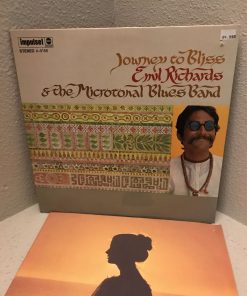 impulse!
STEREO A-9166
Journey to Bliss
Emil Richards
& the Microtonal Blues Band